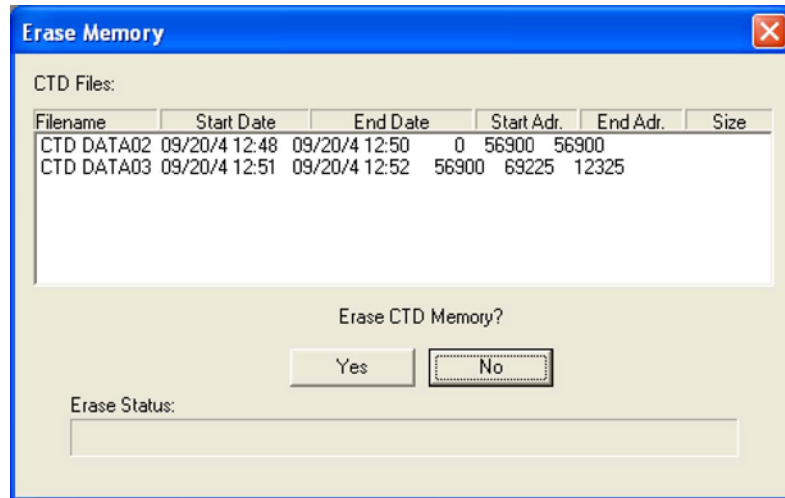 Erase Memory
CTD Files:
Filename Start Date End Date Start Adr. End Adr. Size
CTD DATA02 09/20/4 12:48 09/20/4 12:50 0 56900 56900
CTD DATA03 09/20/4 12:51 09/20/4 12:52 56900 69225 12325
Erase CTD Memory?
Yes No
Erase Status: